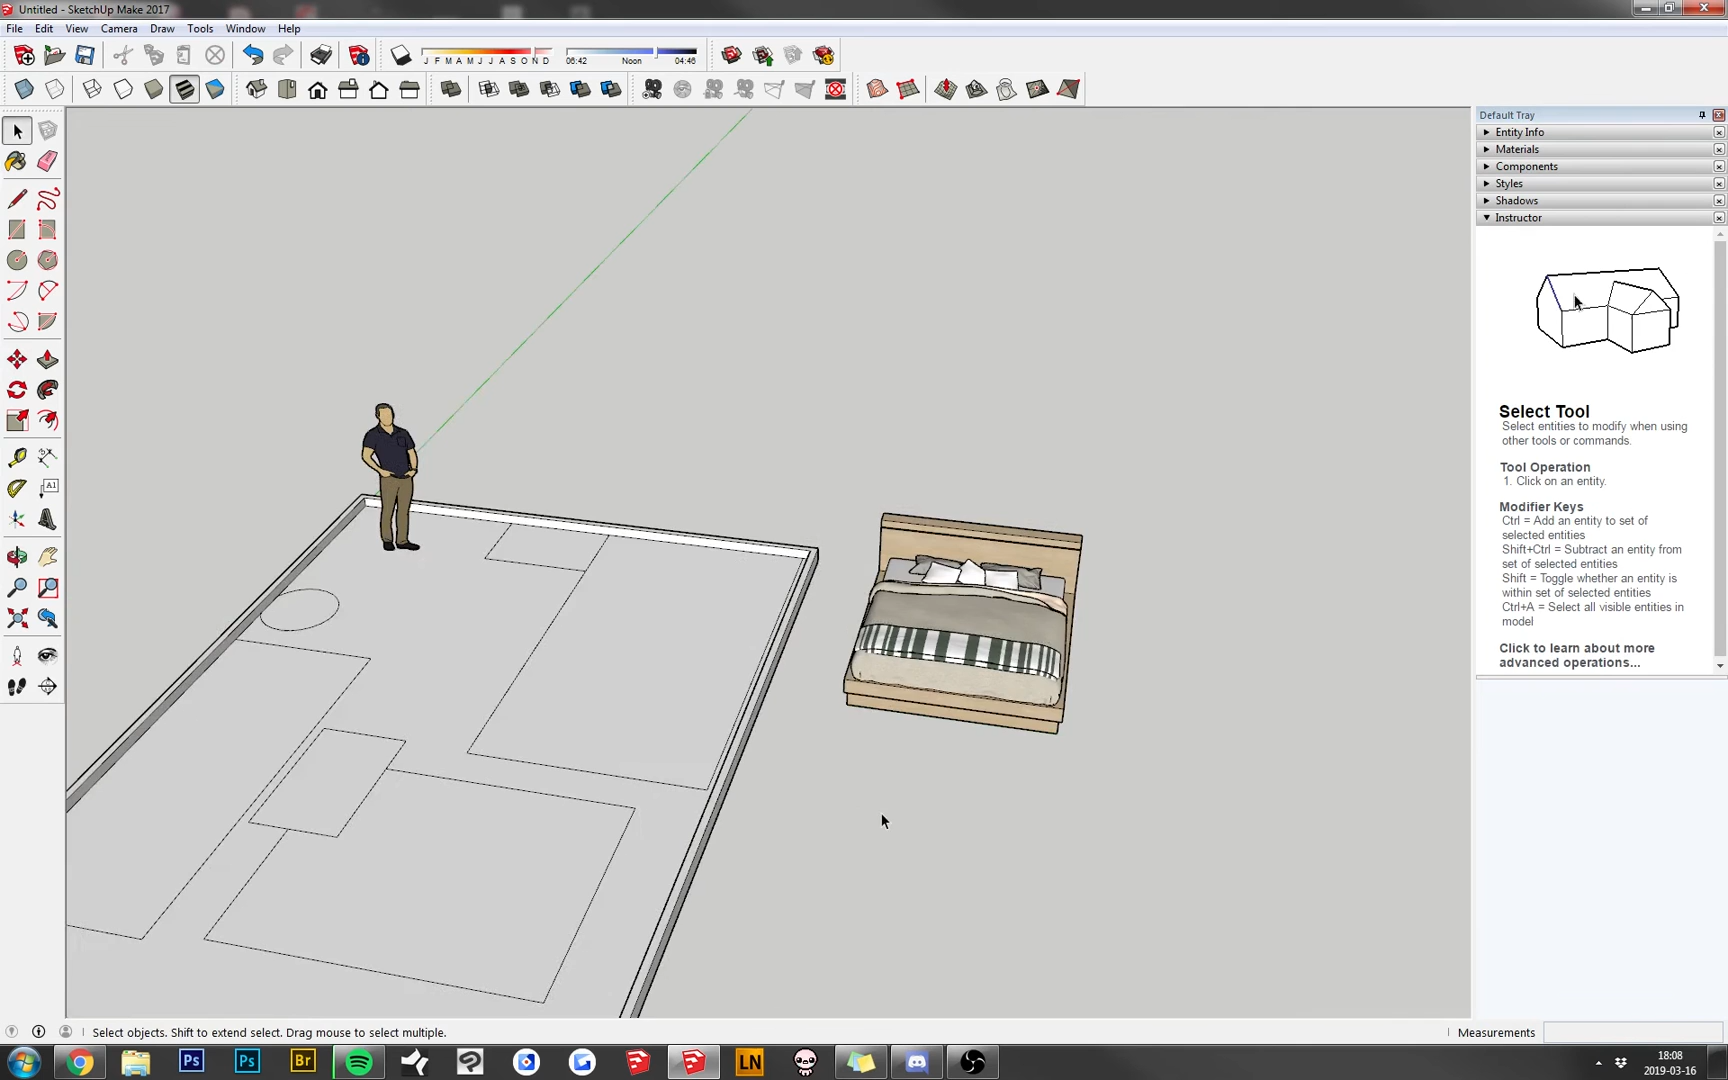 Untitled - SketchUp Make 2017
File Edit View Camera Draw Tools Window Help
J F M A M J J A S O N D 06:42 Noon 04:46
Default Tray
Entity Info
Materials
Components
Styles
Shadows
Instructor
A1
Select Tool
Select entities to modify when using
other tools or commands.
Tool Operation
1. Click on an entity.
Modifier Keys
Ctrl = Add an entity to set of
selected entities
Shift+Ctrl = Subtract an entity from
set of selected entities
Shift = Toggle whether an entity is
within set of selected entities
Ctrl+A = Select all visible entities in
model
Click to learn about more
advanced operations...
Select objects. Shift to extend select. Drag mouse to select multiple.
Measurements
Ps Ps Br LN
18:08
2019-03-16